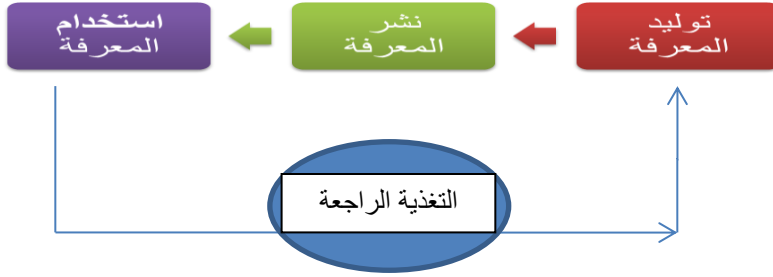 توليد
المعرفة
نشر
المعرفة
استخدام
المعرفة
التغذية الراجعة